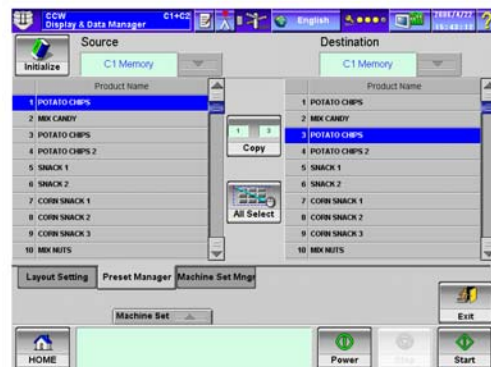 CCW C1+C2
Display & Data Manager
English
Initialize
Source
C1 Memory
Destination
C1 Memory
Product Name
1 POTATO CHIPS
2 MIX CANDY
3 POTATO CHIPS
4 POTATO CHIPS 2
5 SNACK 1
6 SNACK 2
7 CORN SNACK 1
8 CORN SNACK 2
9 CORN SNACK 3
10 MIX NUTS
1 3
Copy
All Select
Product Name
1 POTATO CHIPS
2 MIX CANDY
3 POTATO CHIPS
4 POTATO CHIPS 2
5 SNACK 1
6 SNACK 2
7 CORN SNACK 1
8 CORN SNACK 2
9 CORN SNACK 3
10 MIX NUTS
Layout Setting
Preset Manager
Machine Set Mngr
Machine Set
Exit
HOME
Power
Stop
Start